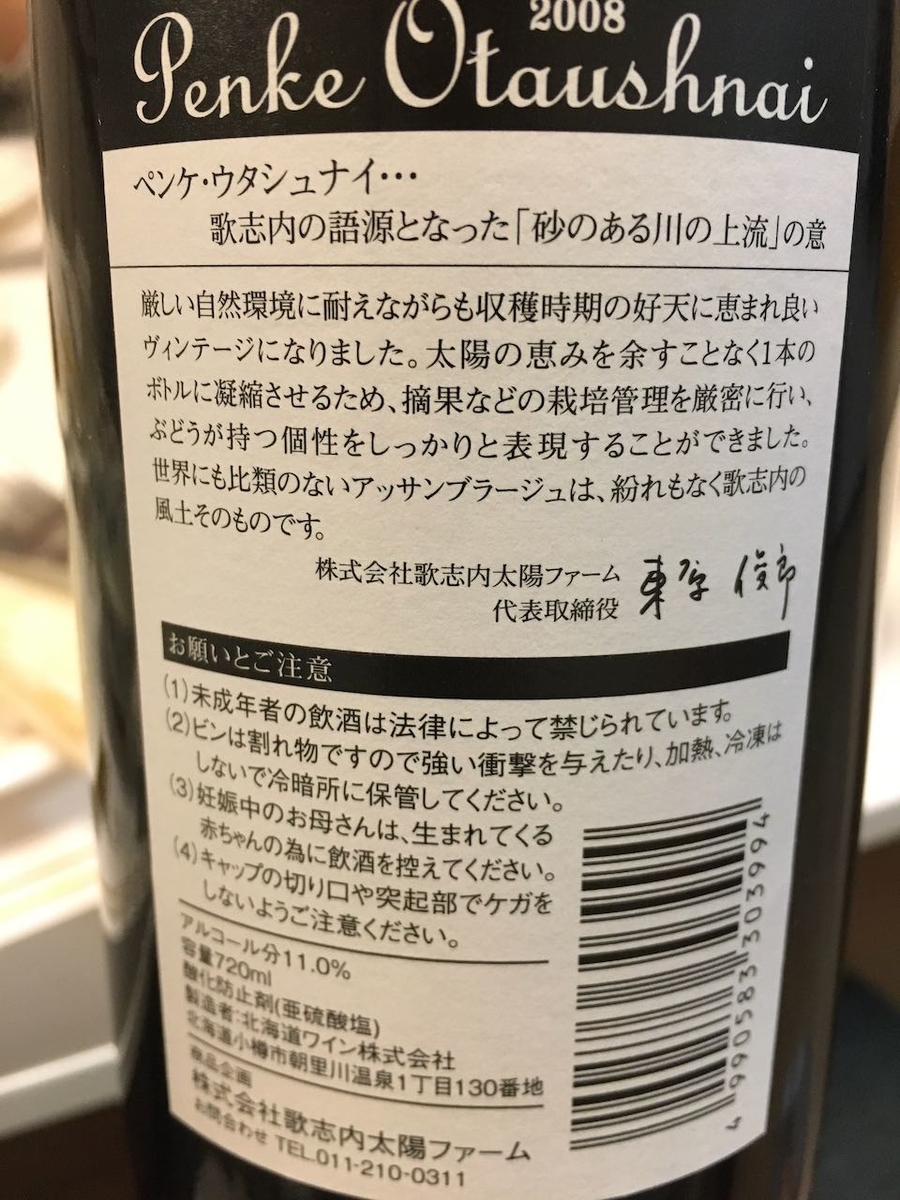 2008
Penke Otaushnai
ペンケ・ウタシュナイ…
歌志内の語源となった「砂のある川の上流」の意
厳しい自然環境に耐えながらも収穫時期の好天に恵まれ良い
ヴィンテージになりました。太陽の恵みを余すことなく1本の
ボトルに凝縮させるため、摘果などの栽培管理を厳密に行い、
ぶどうが持つ個性をしっかりと表現することができました。
世界にも比類のないアッサンブラージュは、紛れもなく歌志内の
風土そのものです。
株式会社歌志内太陽ファーム
代表取締役 東原 俊郎
お願いとご注意
(1)未成年者の飲酒は法律によって禁じられています。
(2)ビンは割れ物ですので強い衝撃を与えたり、加熱、冷凍は
しないで冷暗所に保管してください。
(3)妊娠中のお母さんは、生まれてくる
赤ちゃんの為に飲酒を控えてください。
(4)キャップの切り口や突起部でケガを
しないようご注意ください。
アルコール分11.0%
容量720ml
酸化防止剤(亜硫酸塩)
製造者:北海道ワイン株式会社
北海道小樽市朝里川温泉1丁目130番地
商品企画
株式会社歌志内太陽ファーム
お問合わせ TEL.011-210-0311
4 990583 303994